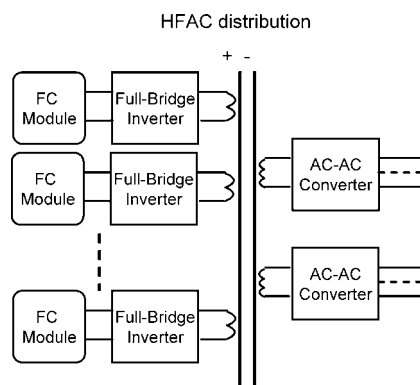 HFAC distribution
+ -
FC
Module
Full-Bridge
Inverter
FC
Module
Full-Bridge
Inverter
AC-AC
Converter
AC-AC
Converter
FC
Module
Full-Bridge
Inverter